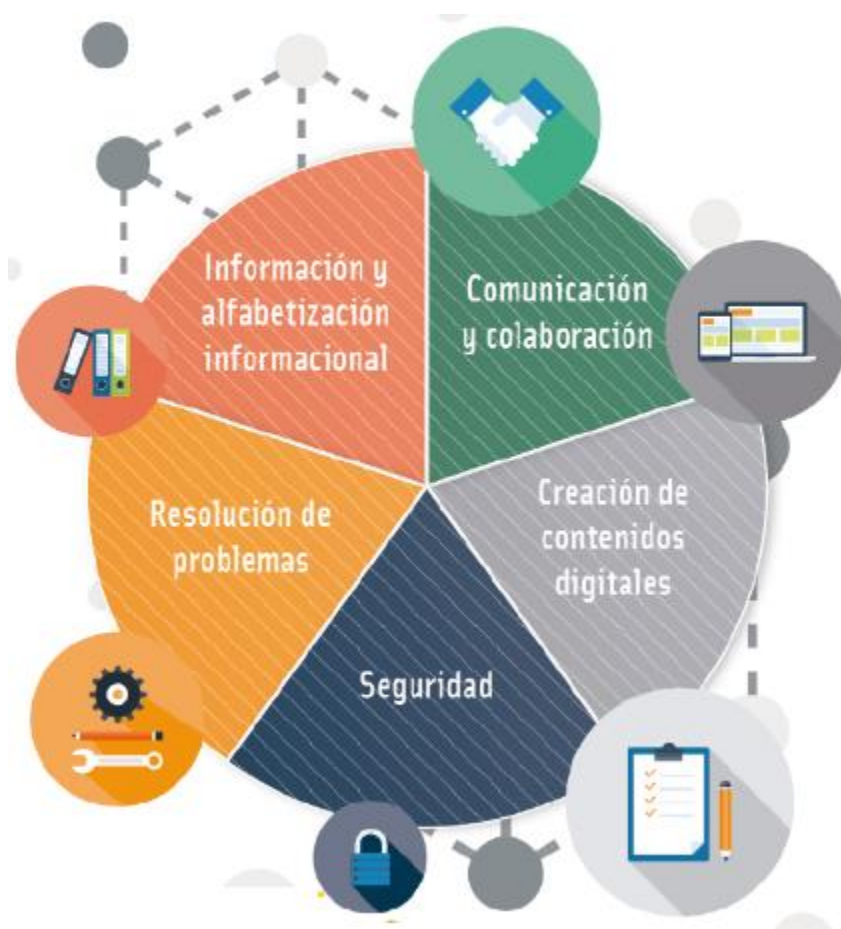 Información y
alfabetización
informacional
Comunicación
y colaboración
Creación de
contenidos
digitales
Seguridad
Resolución de
problemas